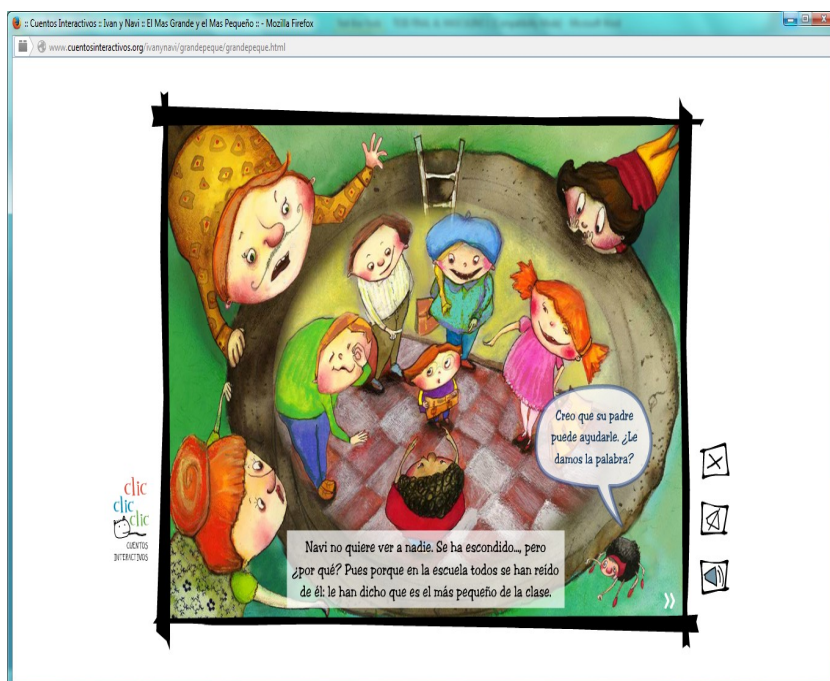 :: Cuentos Interactivos :: Ivan y Navi :: El Mas Grande y el Mas Pequeño :: - Mozilla Firefox
www.cuentosinteractivos.org/ivanynavi/grandepeque/grandepeque.html
Creo que su padre
puede ayudarle. ¿Le
damos la palabra?
clic
clic
clic
CUENTOS
INTERACTIVOS
Navi no quiere ver a nadie. Se ha escondido..., pero
¿por qué? Pues porque en la escuela todos se han reído
de él: le han dicho que es el más pequeño de la clase.